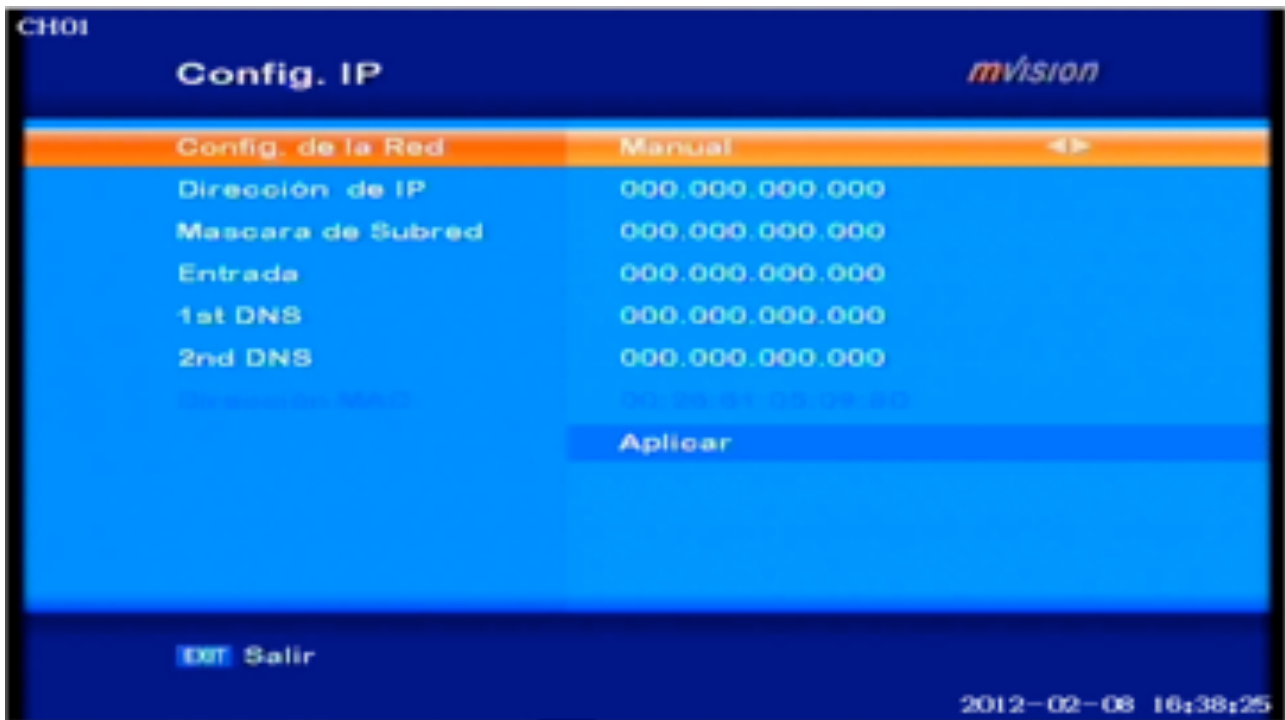 CH01
Config. IP
mvision
Config. de la Red Manual
Dirección de IP 000.000.000.000
Mascara de Subred 000.000.000.000
Entrada 000.000.000.000
1st DNS 000.000.000.000
2nd DNS 000.000.000.000
Dirección MAC
Aplicar
EXIT Salir
2012-02-08 16:38:25